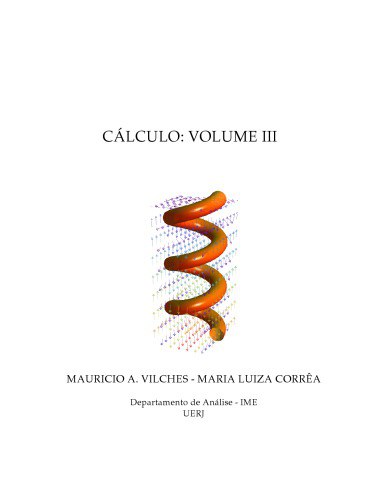 CÁLCULO: VOLUME III
MAURICIO A. VILCHES - MARIA LUIZA CORRÊA
Departamento de Análise - IME
UERJ